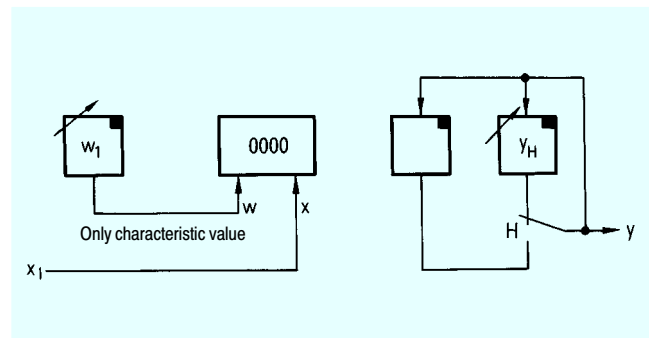 w1
0000
yH
w
x
Only characteristic value
H
y
x1